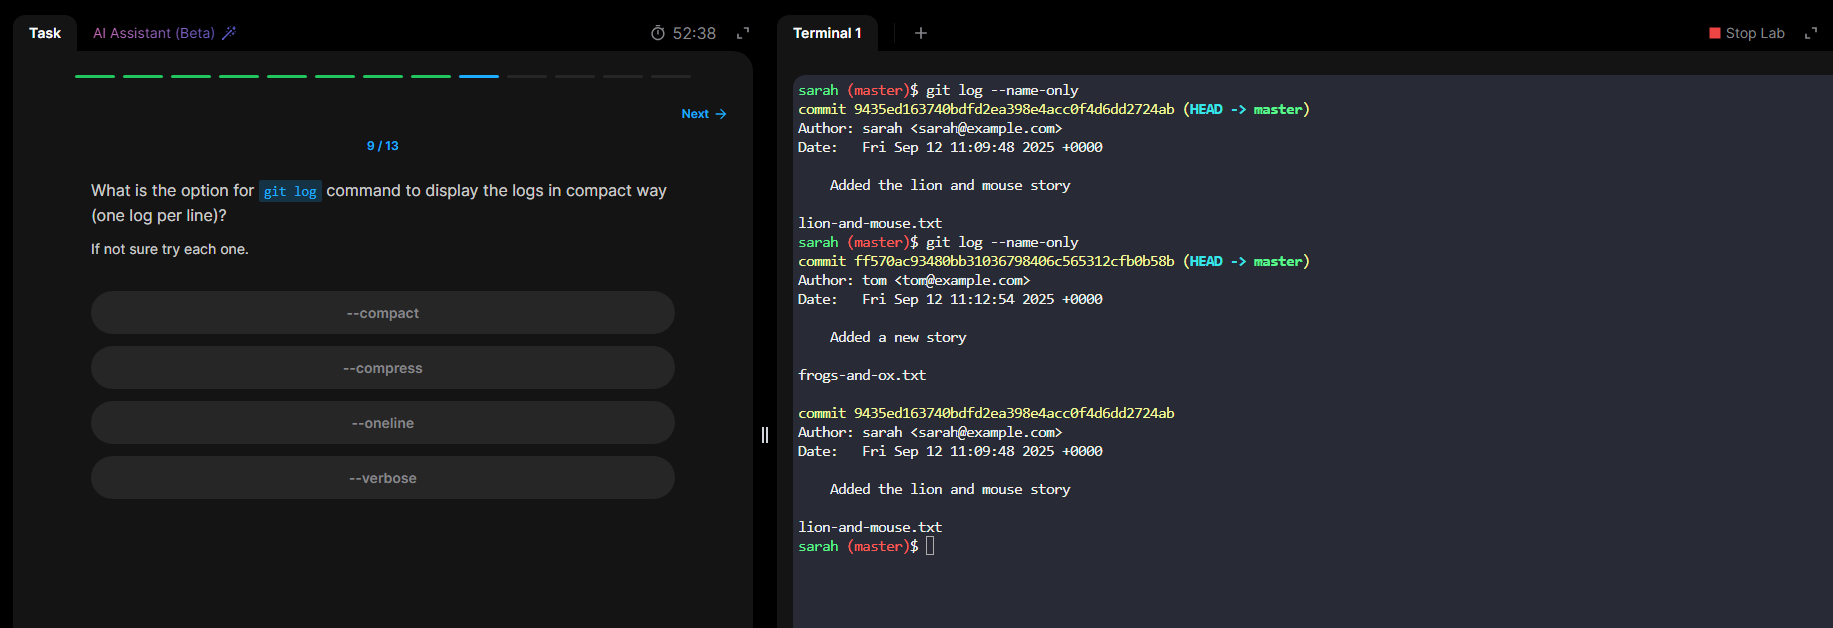 Task
AI Assistant (Beta)
52:38
Next →
9 / 13
What is the option for git log command to display the logs in compact way
(one log per line)?
If not sure try each one.
--compact
--compress
--oneline
--verbose
Terminal 1
+
Stop Lab
sarah (master)$ git log --name-only
commit 9435ed163740bdfd2ea398e4acc0f4d6dd2724ab (HEAD -> master)
Author: sarah <sarah@example.com>
Date:   Fri Sep 12 11:09:48 2025 +0000
    Added the lion and mouse story
lion-and-mouse.txt
sarah (master)$ git log --name-only
commit ff570ac93480bb31036798406c565312cfb0b58b (HEAD -> master)
Author: tom <tom@example.com>
Date:   Fri Sep 12 11:12:54 2025 +0000
    Added a new story
frogs-and-ox.txt
commit 9435ed163740bdfd2ea398e4acc0f4d6dd2724ab
Author: sarah <sarah@example.com>
Date:   Fri Sep 12 11:09:48 2025 +0000
    Added the lion and mouse story
lion-and-mouse.txt
sarah (master)$